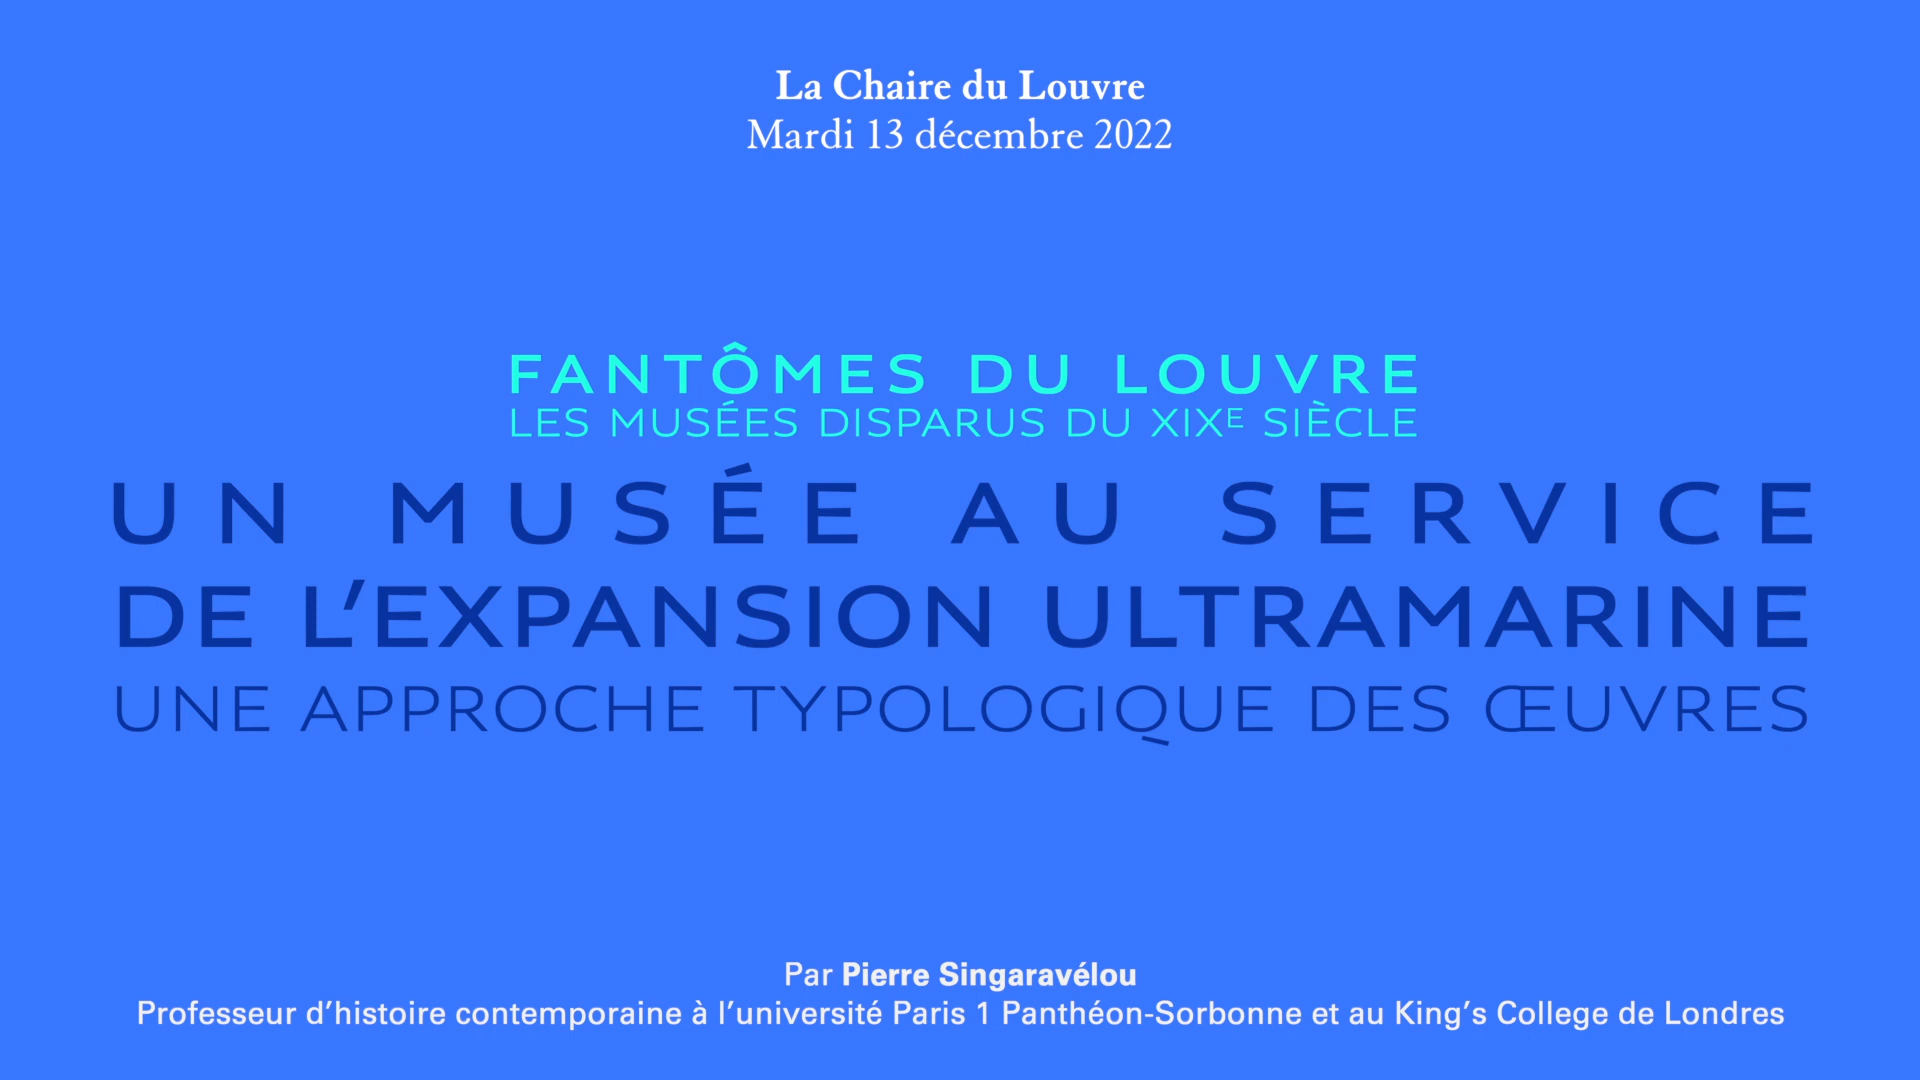 La Chaire du Louvre
Mardi 13 décembre 2022
FANTÔMES DU LOUVRE
LES MUSÉES DISPARUS DU XIXE SIÈCLE
UN MUSÉE AU SERVICE
DE L’EXPANSION ULTRAMARINE
UNE APPROCHE TYPOLOGIQUE DES ŒUVRES
Par Pierre Singaravélou
Professeur d’histoire contemporaine à l’université Paris 1 Panthéon-Sorbonne et au King’s College de Londres